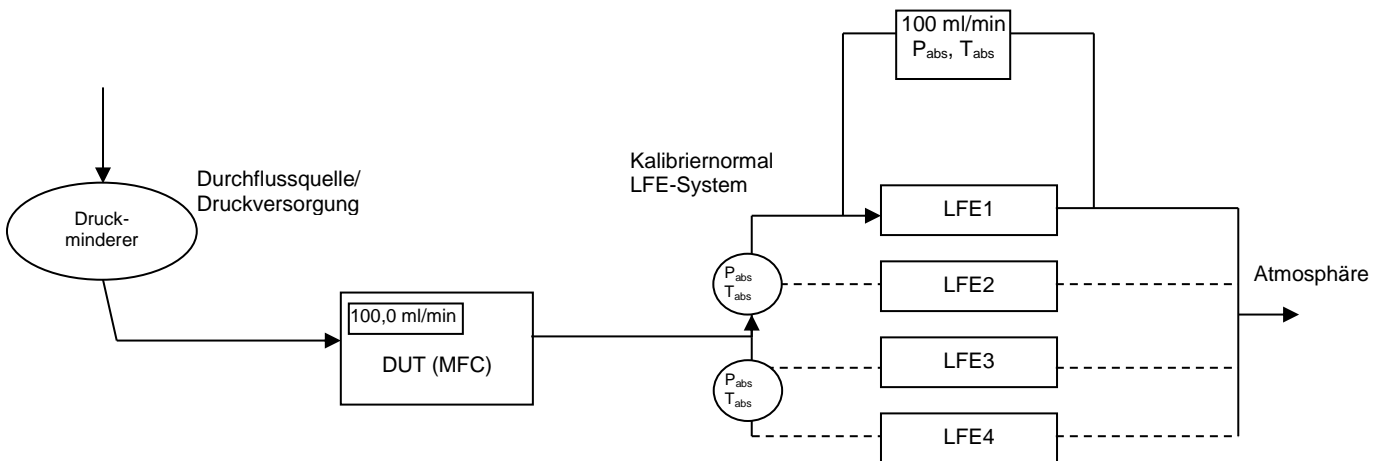 100 ml/min
Pabs, Tabs
Kalibriernormal
LFE-System
Durchflussquelle/
Druckversorgung
Druck-
minderer
LFE1
Pabs
Tabs
LFE2
Atmosphäre
100,0 ml/min
DUT (MFC)
LFE3
Pabs
Tabs
LFE4